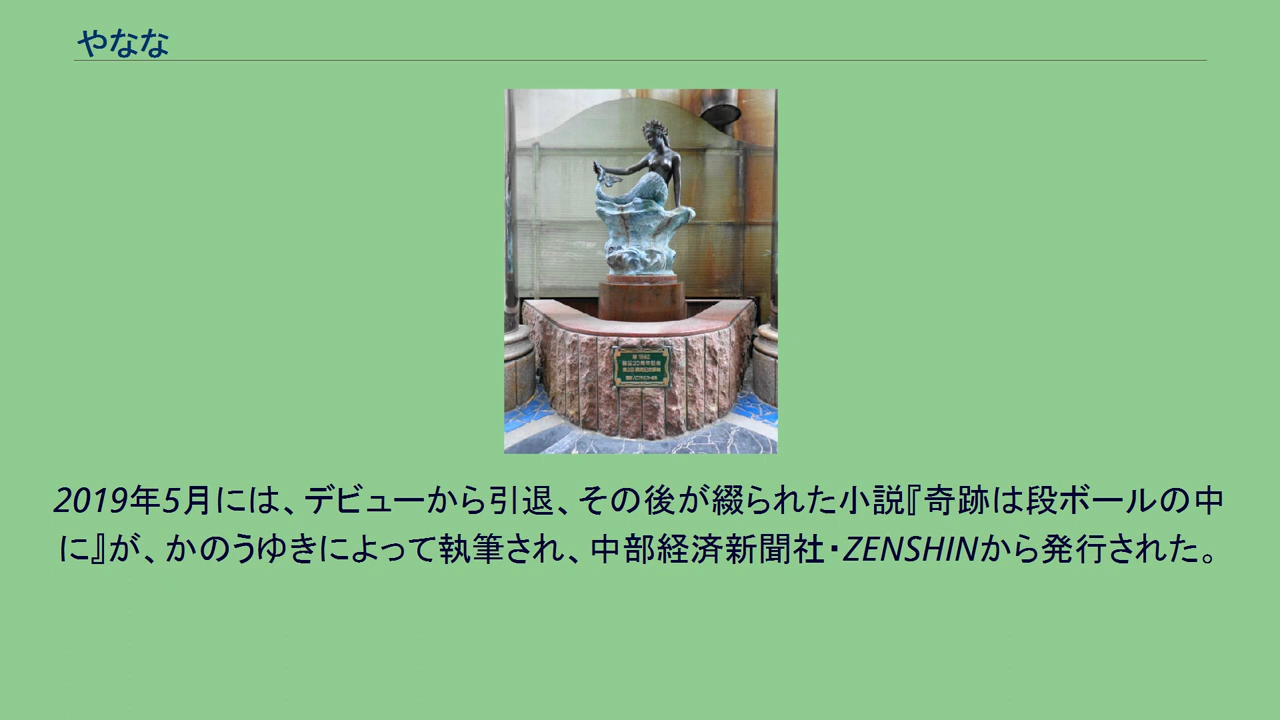 やなな
2019年5月には、デビューから引退、その後が綴られた小説『奇跡は段ボールの中
に』が、かのうゆきによって執筆され、中部経済新聞社・ZENSHINから発行された。